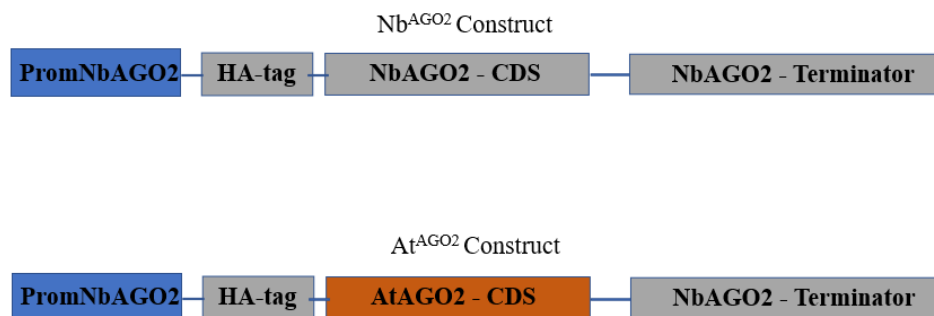 Nb^AGO2 Construct
PromNbAGO2 HA-tag NbAGO2 - CDS NbAGO2 - Terminator
At^AGO2 Construct
PromNbAGO2 HA-tag AtAGO2 - CDS NbAGO2 - Terminator